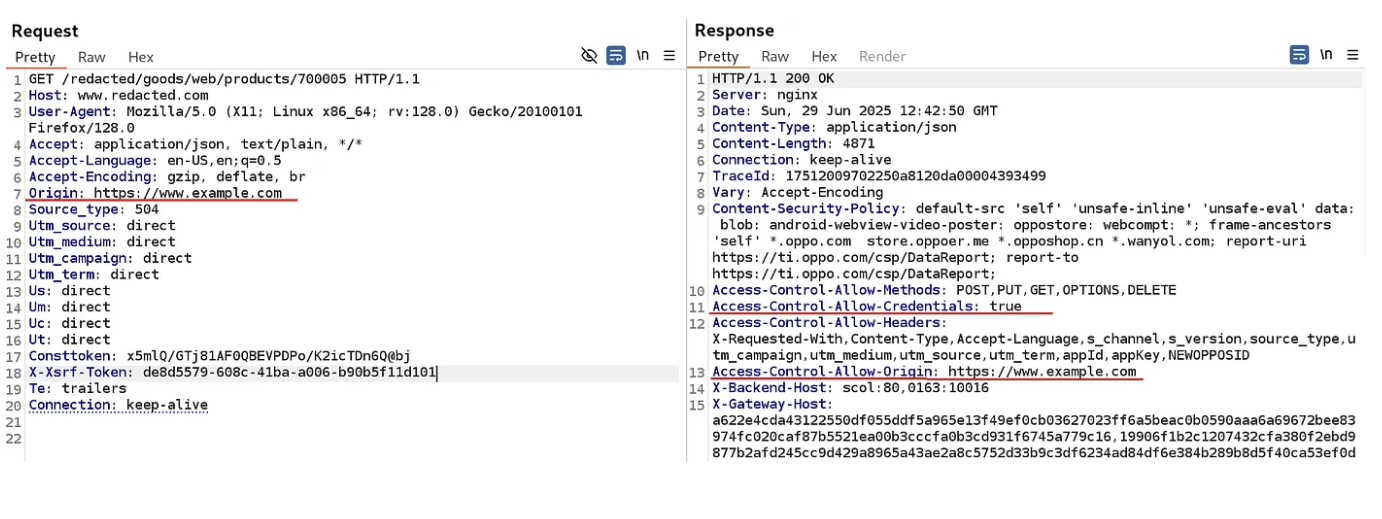 Request
Pretty Raw Hex \n
1 GET /redacted/goods/web/products/700005 HTTP/1.1
2 Host: www.redacted.com
3 User-Agent: Mozilla/5.0 (X11; Linux x86_64; rv:128.0) Gecko/20100101
Firefox/128.0
4 Accept: application/json, text/plain, */*
5 Accept-Language: en-US,en;q=0.5
6 Accept-Encoding: gzip, deflate, br
7 Origin: https://www.example.com
8 Source_type: 504
9 Utm_source: direct
10 Utm_medium: direct
11 Utm_campaign: direct
12 Utm_term: direct
13 Us: direct
14 Um: direct
15 Uc: direct
16 Ut: direct
17 Consttoken: x5mlQ/GTj81AF0QBEVPDPo/K2icTDn6Q@bj
18 X-Xsrf-Token: de8d5579-608c-41ba-a006-b90b5f11d101
19 Te: trailers
20 Connection: keep-alive
21
22
Response
Pretty Raw Hex Render \n
1 HTTP/1.1 200 OK
2 Server: nginx
3 Date: Sun, 29 Jun 2025 12:42:50 GMT
4 Content-Type: application/json
5 Content-Length: 4871
6 Connection: keep-alive
7 TraceId: 17512009702250a8120da00004393499
8 Vary: Accept-Encoding
9 Content-Security-Policy: default-src 'self' 'unsafe-inline' 'unsafe-eval' data:
blob: android-webview-video-poster: oppostore: webcompt: *; frame-ancestors
'self' *.oppo.com store.oppoer.me *.opposhop.cn *.wanyol.com; report-uri
https://ti.oppo.com/csp/DataReport; report-to
https://ti.oppo.com/csp/DataReport;
10 Access-Control-Allow-Methods: POST,PUT,GET,OPTIONS,DELETE
11 Access-Control-Allow-Credentials: true
12 Access-Control-Allow-Headers:
X-Requested-With,Content-Type,Accept-Language,s_channel,s_version,source_type,u
tm_campaign,utm_medium,utm_source,utm_term,appId,appKey,NEWOPPOSID
13 Access-Control-Allow-Origin: https://www.example.com
14 X-Backend-Host: scol:80,0163:10016
15 X-Gateway-Host:
a622e4cda43122550df055ddf5a965e13f49ef0cb03627023ff6a5beac0b0590aaa6a69672bee83
974fc020caf87b5521ea00b3cccfa0b3cd931f6745a779c16,19906f1b2c1207432cfa380f2ebd9
877b2afd245cc9d429a8965a43ae2a8c5752d33b9c3df6234ad84df6e384b289b8d5f40ca53ef0d